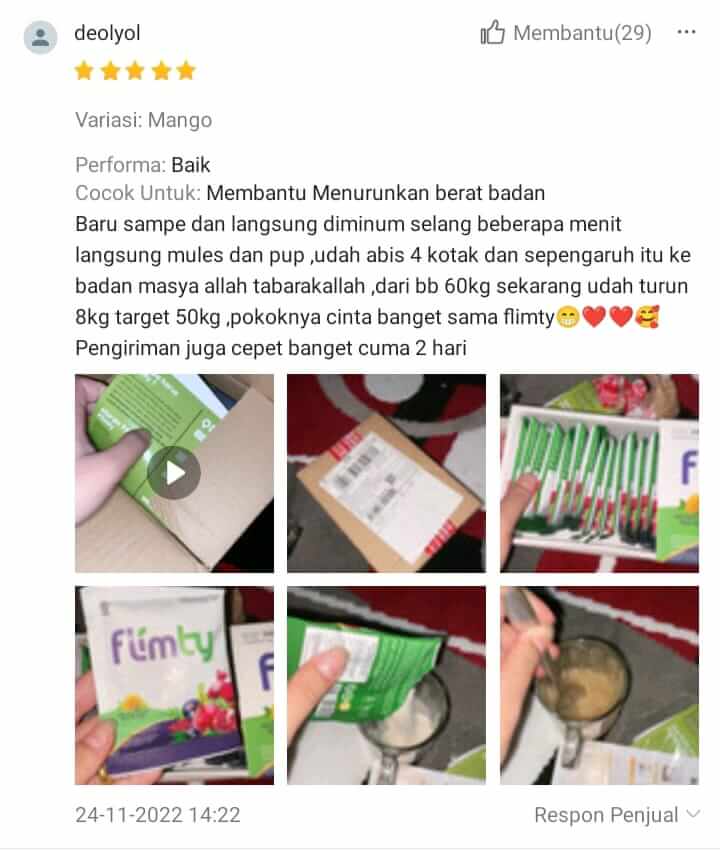 deolyol
Membantu(29)
Variasi: Mango
Performa: Baik
Cocok Untuk: Membantu Menurunkan berat badan
Baru sampe dan langsung diminum selang beberapa menit
langsung mules dan pup ,udah abis 4 kotak dan sepengaruh itu ke
badan masya allah tabarakallah ,dari bb 60kg sekarang udah turun
8kg target 50kg ,pokoknya cinta banget sama flimty😁❤️❤️🥰
Pengiriman juga cepet banget cuma 2 hari
fl
flimty
f
24-11-2022 14:22
Respon Penjual